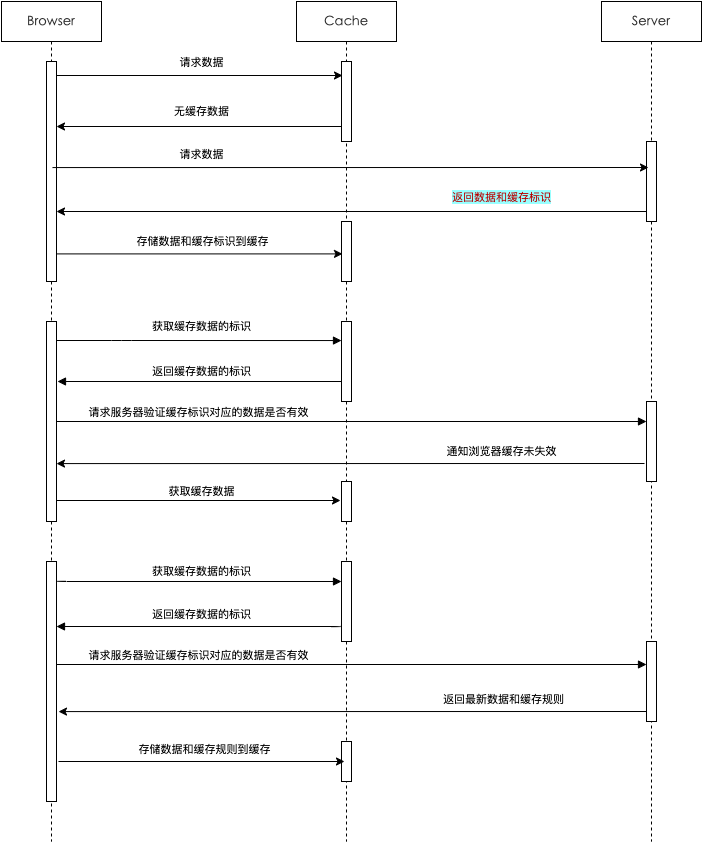 Browser
Cache
Server
请求数据
无缓存数据
请求数据
返回数据和缓存标识
存储数据和缓存标识到缓存
获取缓存数据的标识
返回缓存数据的标识
请求服务器验证缓存标识对应的数据是否有效
通知浏览器缓存未失效
获取缓存数据
获取缓存数据的标识
返回缓存数据的标识
请求服务器验证缓存标识对应的数据是否有效
返回最新数据和缓存规则
存储数据和缓存规则到缓存